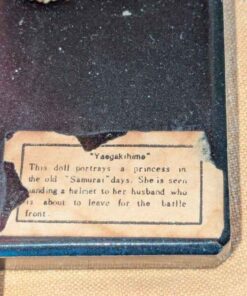 "Yaegakihime"
This doll portrays a princess in
the old "Samurai" days. She is seen
anding a helmet to her husband who
is about to leave for the battle
front